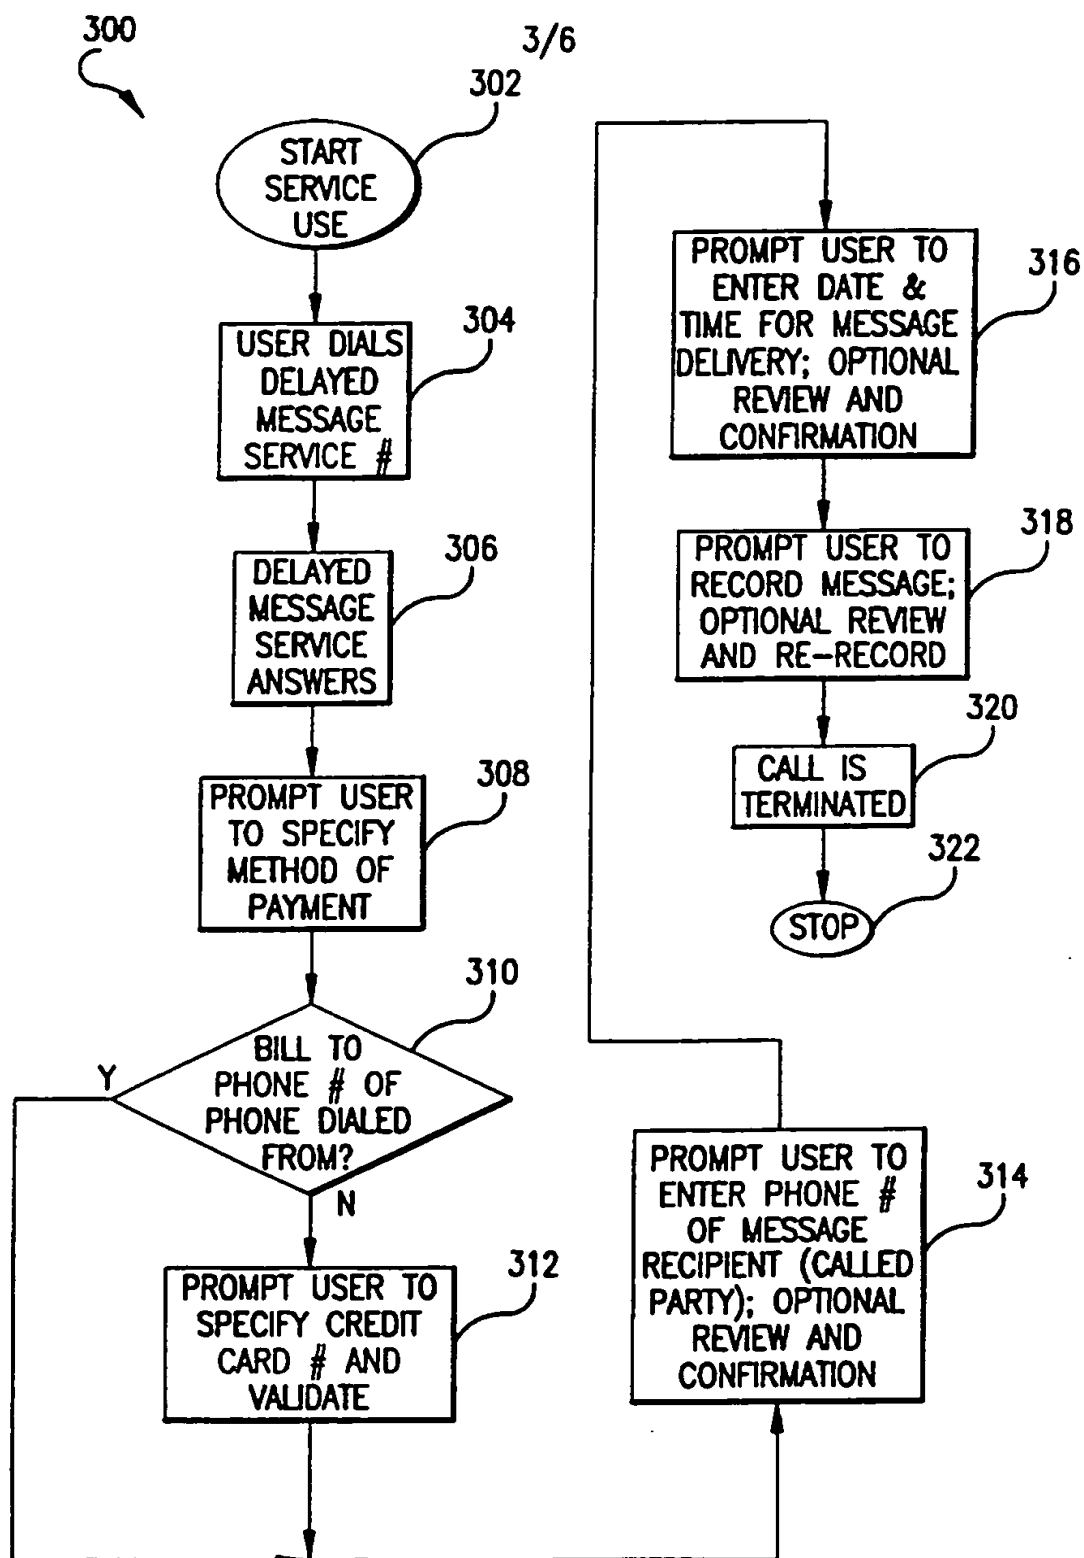 300
3/6
302
START
SERVICE
USE
304
USER DIALS
DELAYED
MESSAGE
SERVICE #
306
DELAYED
MESSAGE
SERVICE
ANSWERS
308
PROMPT USER
TO SPECIFY
METHOD OF
PAYMENT
310
BILL TO
PHONE # OF
PHONE DIALED
FROM?
Y
N
312
PROMPT USER TO
SPECIFY CREDIT
CARD # AND
VALIDATE
314
PROMPT USER TO
ENTER PHONE #
OF MESSAGE
RECIPIENT (CALLED
PARTY); OPTIONAL
REVIEW AND
CONFIRMATION
316
PROMPT USER TO
ENTER DATE &
TIME FOR MESSAGE
DELIVERY; OPTIONAL
REVIEW AND
CONFIRMATION
318
PROMPT USER TO
RECORD MESSAGE;
OPTIONAL REVIEW
AND RE-RECORD
320
CALL IS
TERMINATED
322
STOP